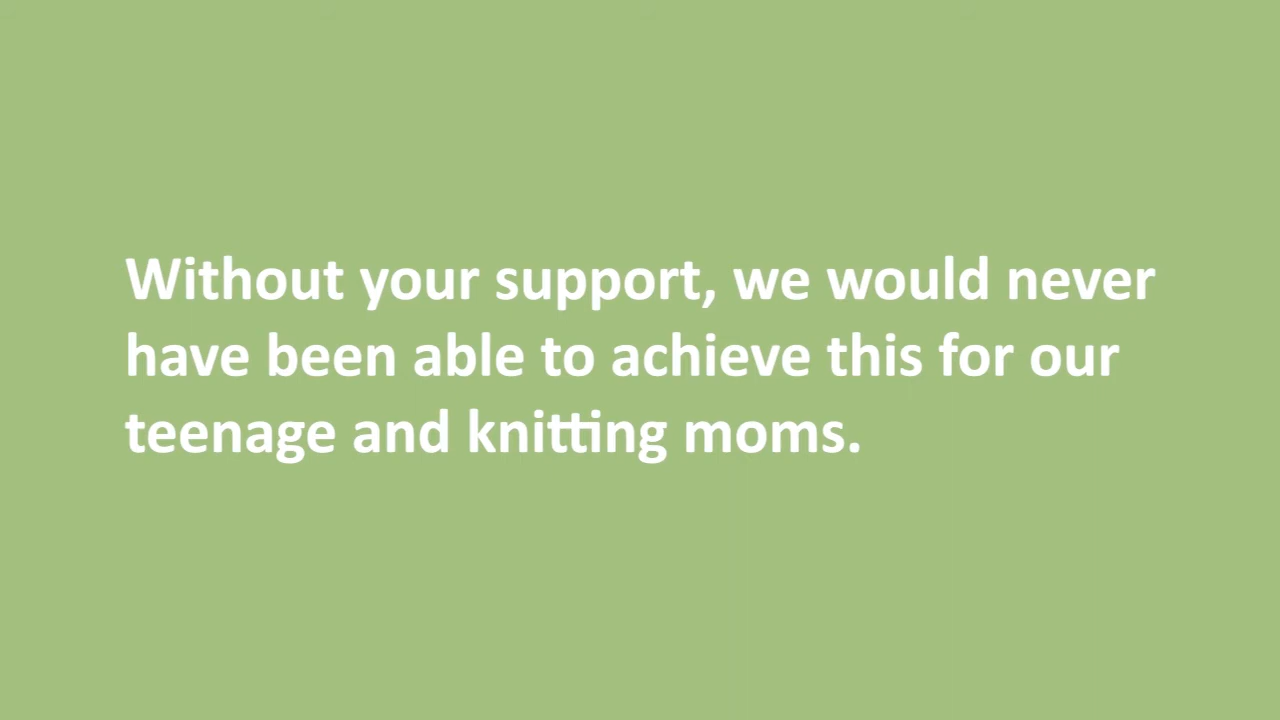 Without your support, we would never
have been able to achieve this for our
teenage and knitting moms.